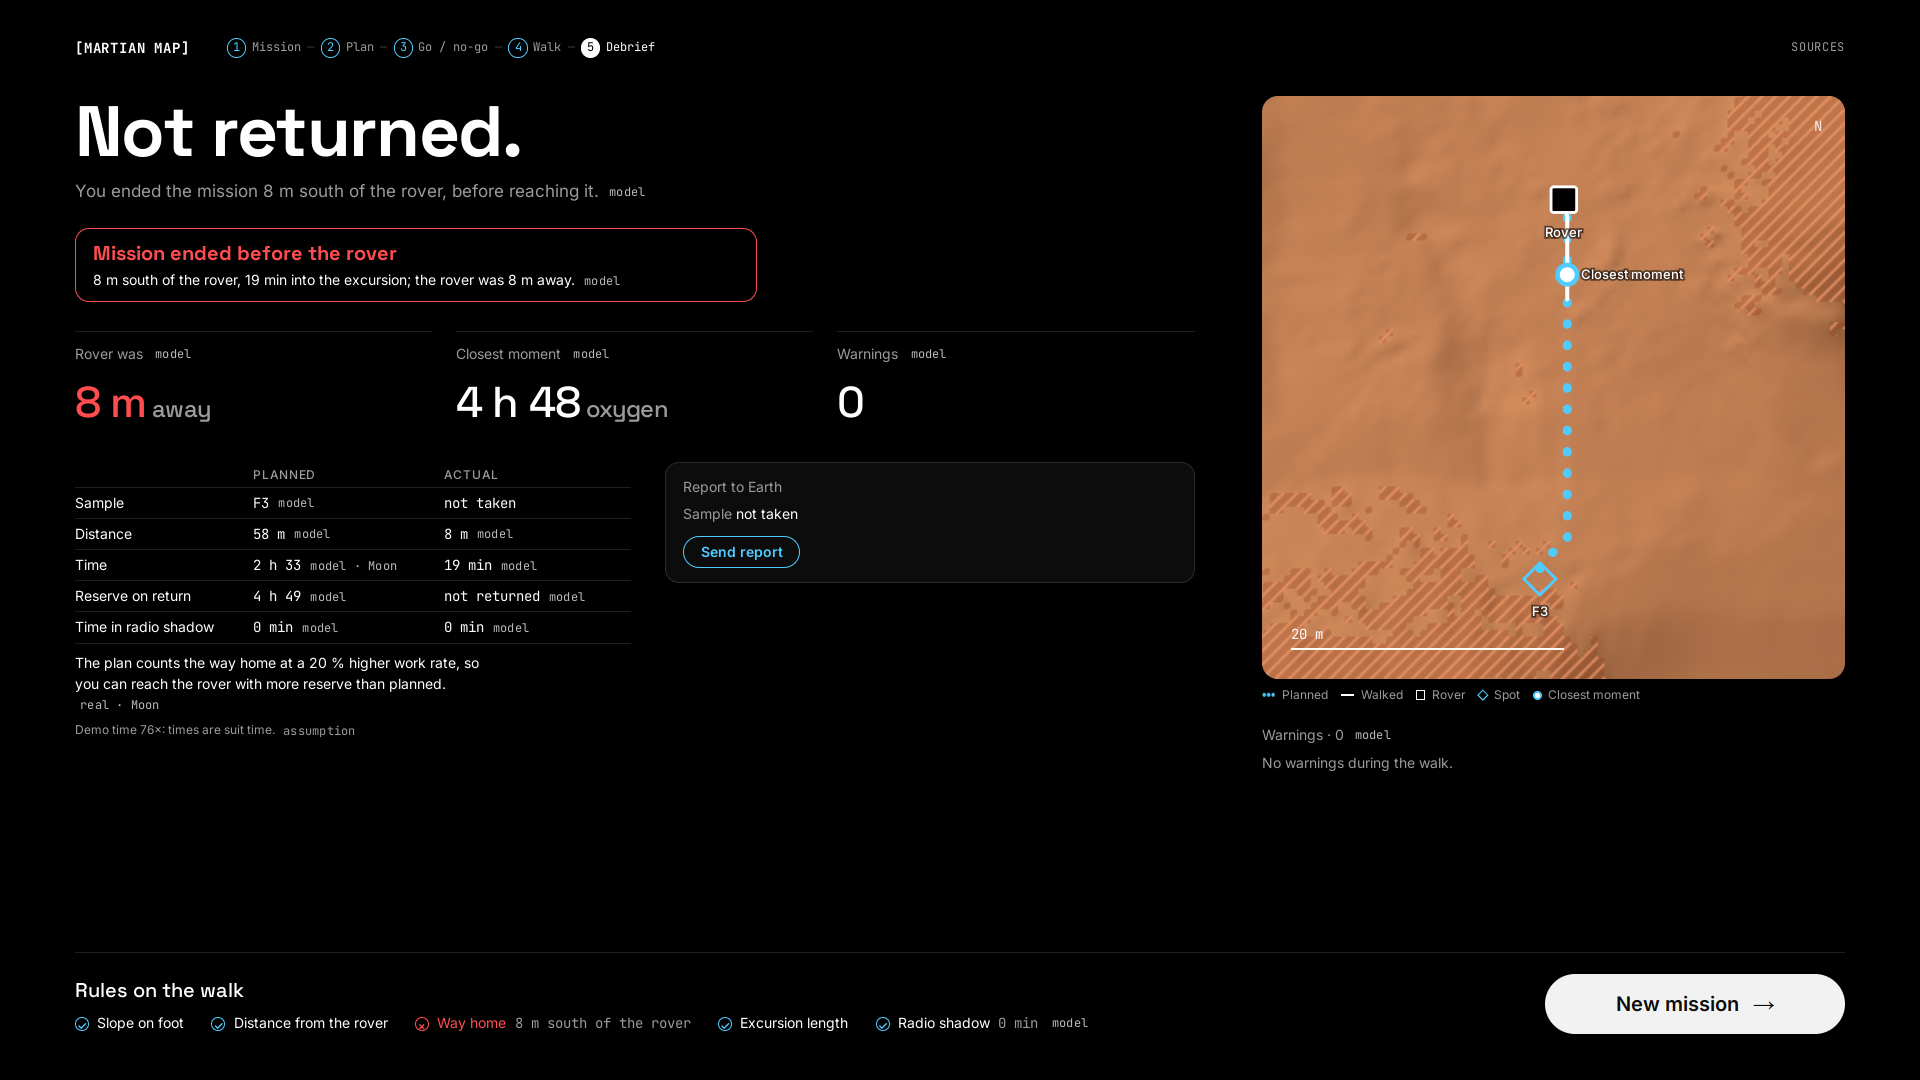 [MARTIAN MAP] 1 Mission — 2 Plan — 3 Go / no-go — 4 Walk — 5 Debrief SOURCES
Not returned.
You ended the mission 8 m south of the rover, before reaching it. model
Mission ended before the rover
8 m south of the rover, 19 min into the excursion; the rover was 8 m away. model
Rover was model
8 m away
Closest moment model
4 h 48 oxygen
Warnings model
0
PLANNED ACTUAL
Sample F3 model not taken
Distance 58 m model 8 m model
Time 2 h 33 model · Moon 19 min model
Reserve on return 4 h 49 model not returned model
Time in radio shadow 0 min model 0 min model
The plan counts the way home at a 20 % higher work rate, so
you can reach the rover with more reserve than planned.
real · Moon
Demo time 76×: times are suit time. assumption
Report to Earth
Sample not taken
Send report
N
Rover
Closest moment
F3
20 m
Planned Walked Rover Spot Closest moment
Warnings · 0 model
No warnings during the walk.
Rules on the walk
Slope on foot Distance from the rover Way home 8 m south of the rover Excursion length Radio shadow 0 min model
New mission →